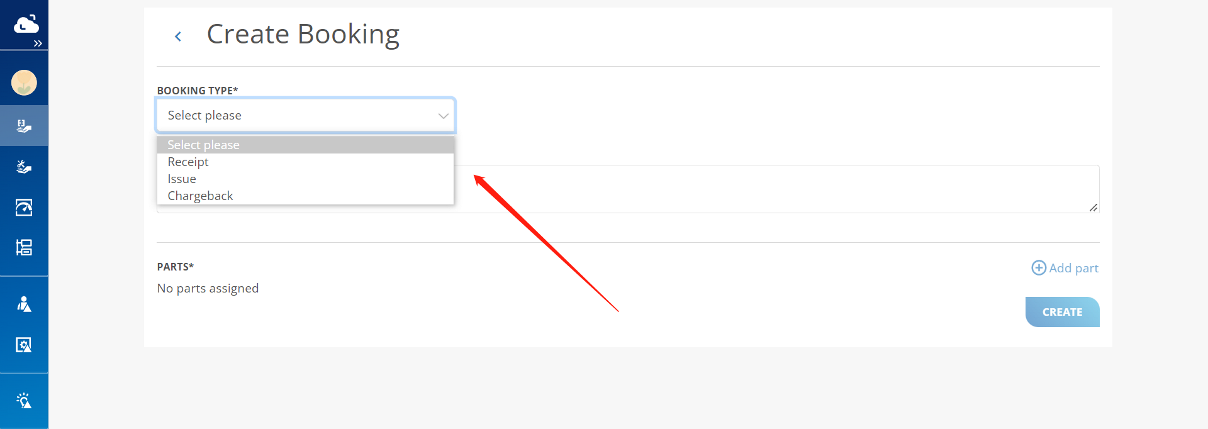 Create Booking
BOOKING TYPE*
Select please
Select please
Receipt
Issue
Chargeback
PARTS*
Add part
No parts assigned
CREATE